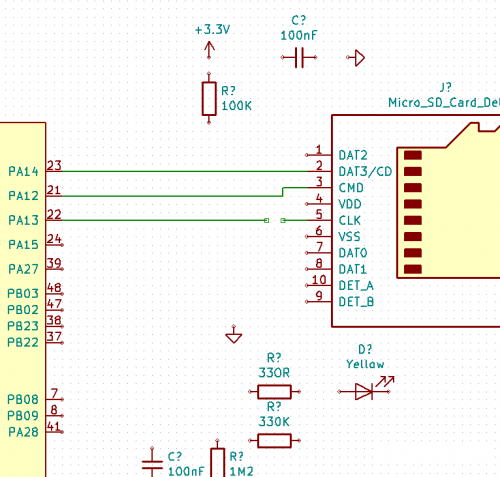 +3.3V
C?
100nF
R?
100K
J?
Micro_SD_Card_De
PA14 23
PA12 21
PA13 22
PA15 24
PA27 39
PB03 48
PB02 47
PB23 38
PB22 37
PB08 7
PB09 8
PA28 41
1 DAT2
2 DAT3/CD
3 CMD
4 VDD
5 CLK
6 VSS
7 DAT0
8 DAT1
10 DET_A
9 DET_B
R?
330R
D?
Yellow
R?
330K
C?
100nF
R?
1M2